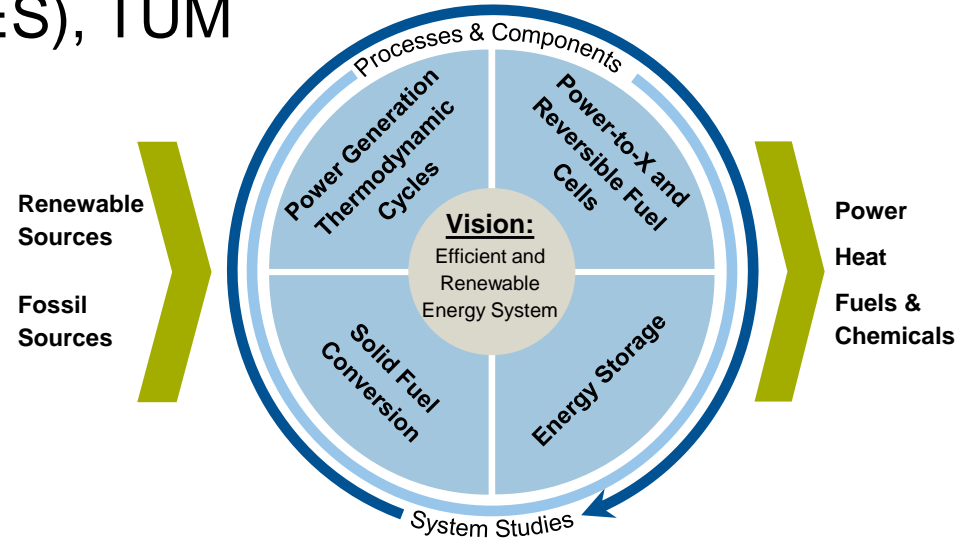 ES), TUM
Processes & Components
Power Generation
Thermodynamic
Cycles
Power-to-X and
Reversible Fuel
Cells
Renewable
Sources
Fossil
Sources
Vision:
Efficient and
Renewable
Energy System
Power
Heat
Fuels &
Chemicals
Solid Fuel
Conversion
Energy Storage
System Studies